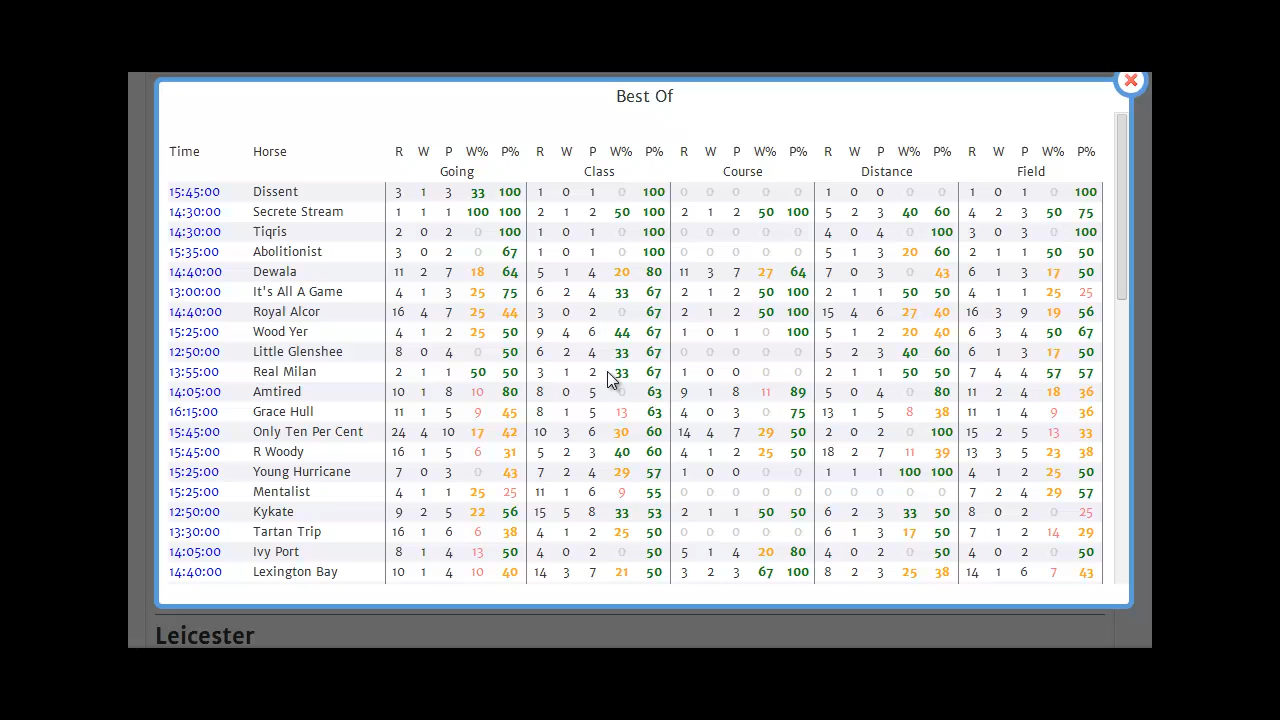 Best Of
Time Horse R W P W% P% R W P W% P% R W P W% P% R W P W% P% R W P W% P%
Going Class Course Distance Field
15:45:00 Dissent 3 1 3 33 100 1 0 1 0 100 0 0 0 0 0 1 0 0 0 0 1 0 1 0 100
14:30:00 Secrete Stream 1 1 1 100 100 2 1 2 50 100 2 1 2 50 100 5 2 3 40 60 4 2 3 50 75
14:30:00 Tiqris 2 0 2 0 100 1 0 1 0 100 0 0 0 0 0 4 0 4 0 100 3 0 3 0 100
15:35:00 Abolitionist 3 0 2 0 67 1 0 1 0 100 0 0 0 0 0 5 1 3 20 60 2 1 1 50 50
14:40:00 Dewala 11 2 7 18 64 5 1 4 20 80 11 3 7 27 64 7 0 3 0 43 6 1 3 17 50
13:00:00 It's All A Game 4 1 3 25 75 6 2 4 33 67 2 1 2 50 100 2 1 1 50 50 4 1 1 25 25
14:40:00 Royal Alcor 16 4 7 25 44 3 0 2 0 67 2 1 2 50 100 15 4 6 27 40 16 3 9 19 56
15:25:00 Wood Yer 4 1 2 25 50 9 4 6 44 67 1 0 1 0 100 5 1 2 20 40 6 3 4 50 67
12:50:00 Little Glenshee 8 0 4 0 50 6 2 4 33 67 0 0 0 0 0 5 2 3 40 60 6 1 3 17 50
13:55:00 Real Milan 2 1 1 50 50 3 1 2 33 67 1 0 0 0 0 2 1 1 50 50 7 4 4 57 57
14:05:00 Amtired 10 1 8 10 80 8 0 5 0 63 9 1 8 11 89 5 0 4 0 80 11 2 4 18 36
16:15:00 Grace Hull 11 1 5 9 45 8 1 5 13 63 4 0 3 0 75 13 1 5 8 38 11 1 4 9 36
15:45:00 Only Ten Per Cent 24 4 10 17 42 10 3 6 30 60 14 4 7 29 50 2 0 2 0 100 15 2 5 13 33
15:45:00 R Woody 16 1 5 6 31 5 2 3 40 60 4 1 2 25 50 18 2 7 11 39 13 3 5 23 38
15:25:00 Young Hurricane 7 0 3 0 43 7 2 4 29 57 1 0 0 0 0 1 1 1 100 100 4 1 2 25 50
15:25:00 Mentalist 4 1 1 25 25 11 1 6 9 55 0 0 0 0 0 0 0 0 0 0 7 2 4 29 57
12:50:00 Kykate 9 2 5 22 56 15 5 8 33 53 2 1 1 50 50 6 2 3 33 50 8 0 2 0 25
13:30:00 Tartan Trip 16 1 6 6 38 4 1 2 25 50 0 0 0 0 0 6 1 3 17 50 7 1 2 14 29
14:05:00 Ivy Port 8 1 4 13 50 4 0 2 0 50 5 1 4 20 80 4 0 2 0 50 4 0 2 0 50
14:40:00 Lexington Bay 10 1 4 10 40 14 3 7 21 50 3 2 3 67 100 8 2 3 25 38 14 1 6 7 43
Leicester